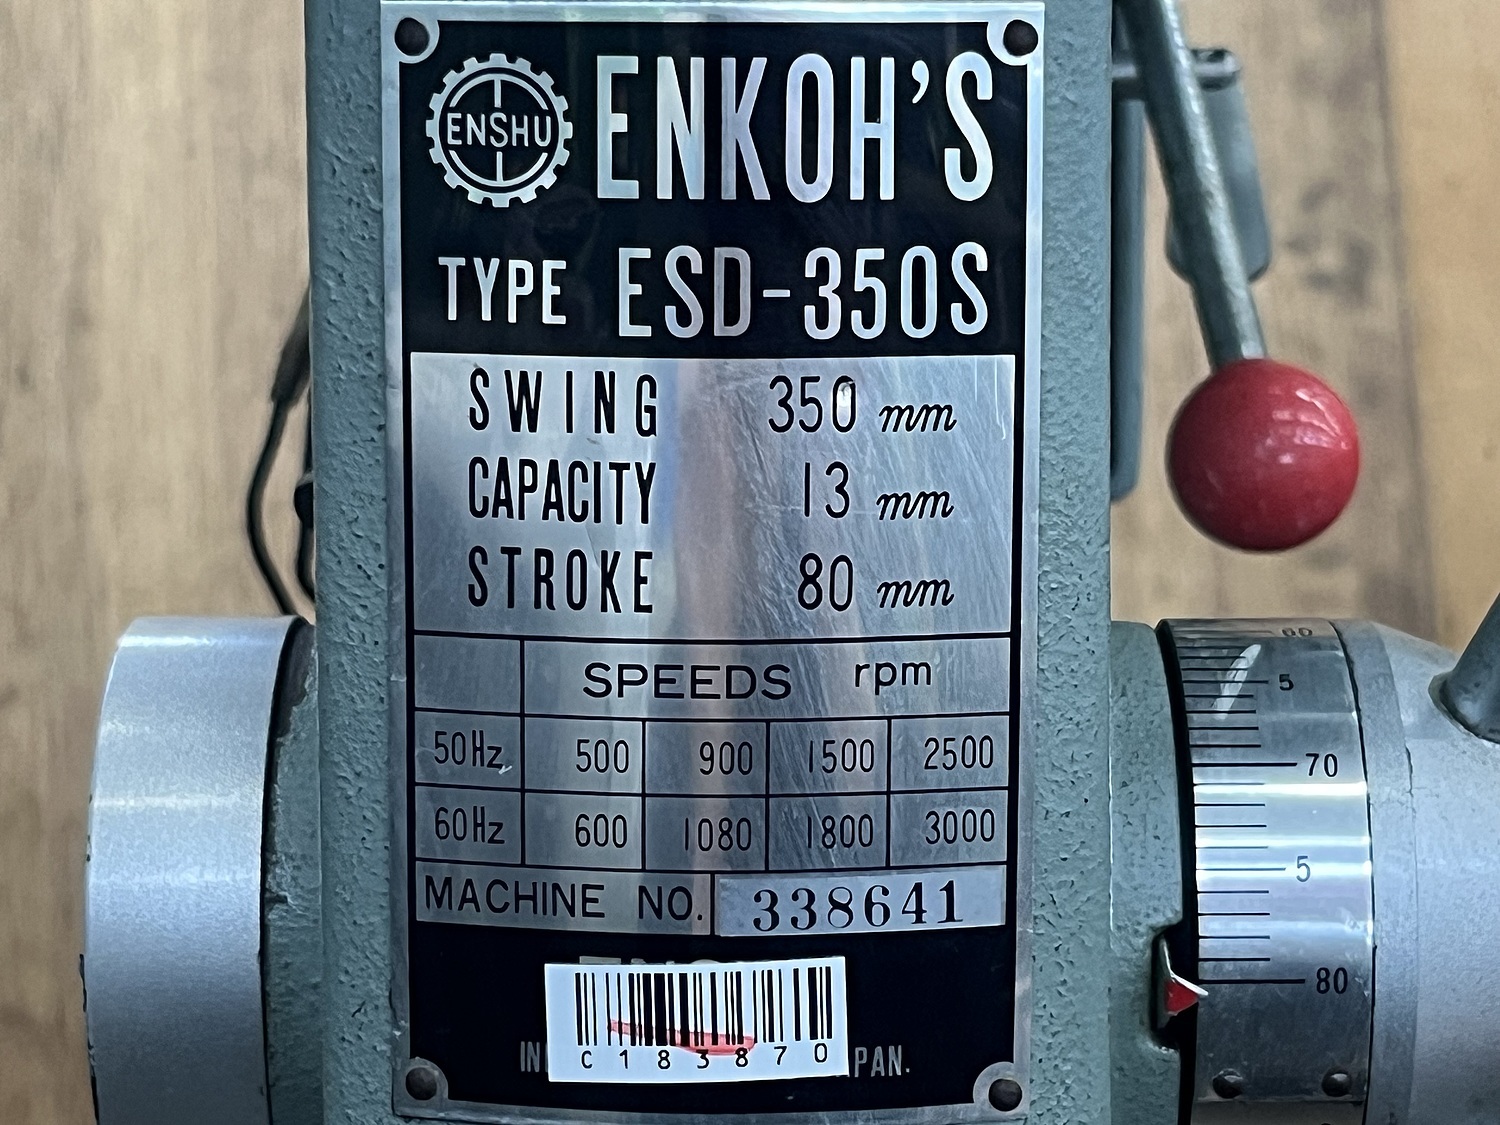 ENSHU
ENKOH'S
TYPE ESD-350S
SWING 350 mm
CAPACITY 13 mm
STROKE 80 mm
SPEEDS rpm
50Hz 500 900 1500 2500
60Hz 600 1080 1800 3000
MACHINE NO. 338641
C183870
5
70
5
80